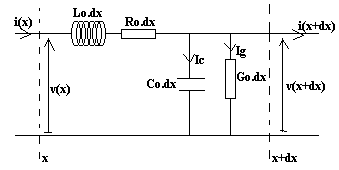 Lo.dx Ro.dx
i(x) i(x+dx)
Ic Ig
v(x) Co.dx Go.dx v(x+dx)
x x+dx